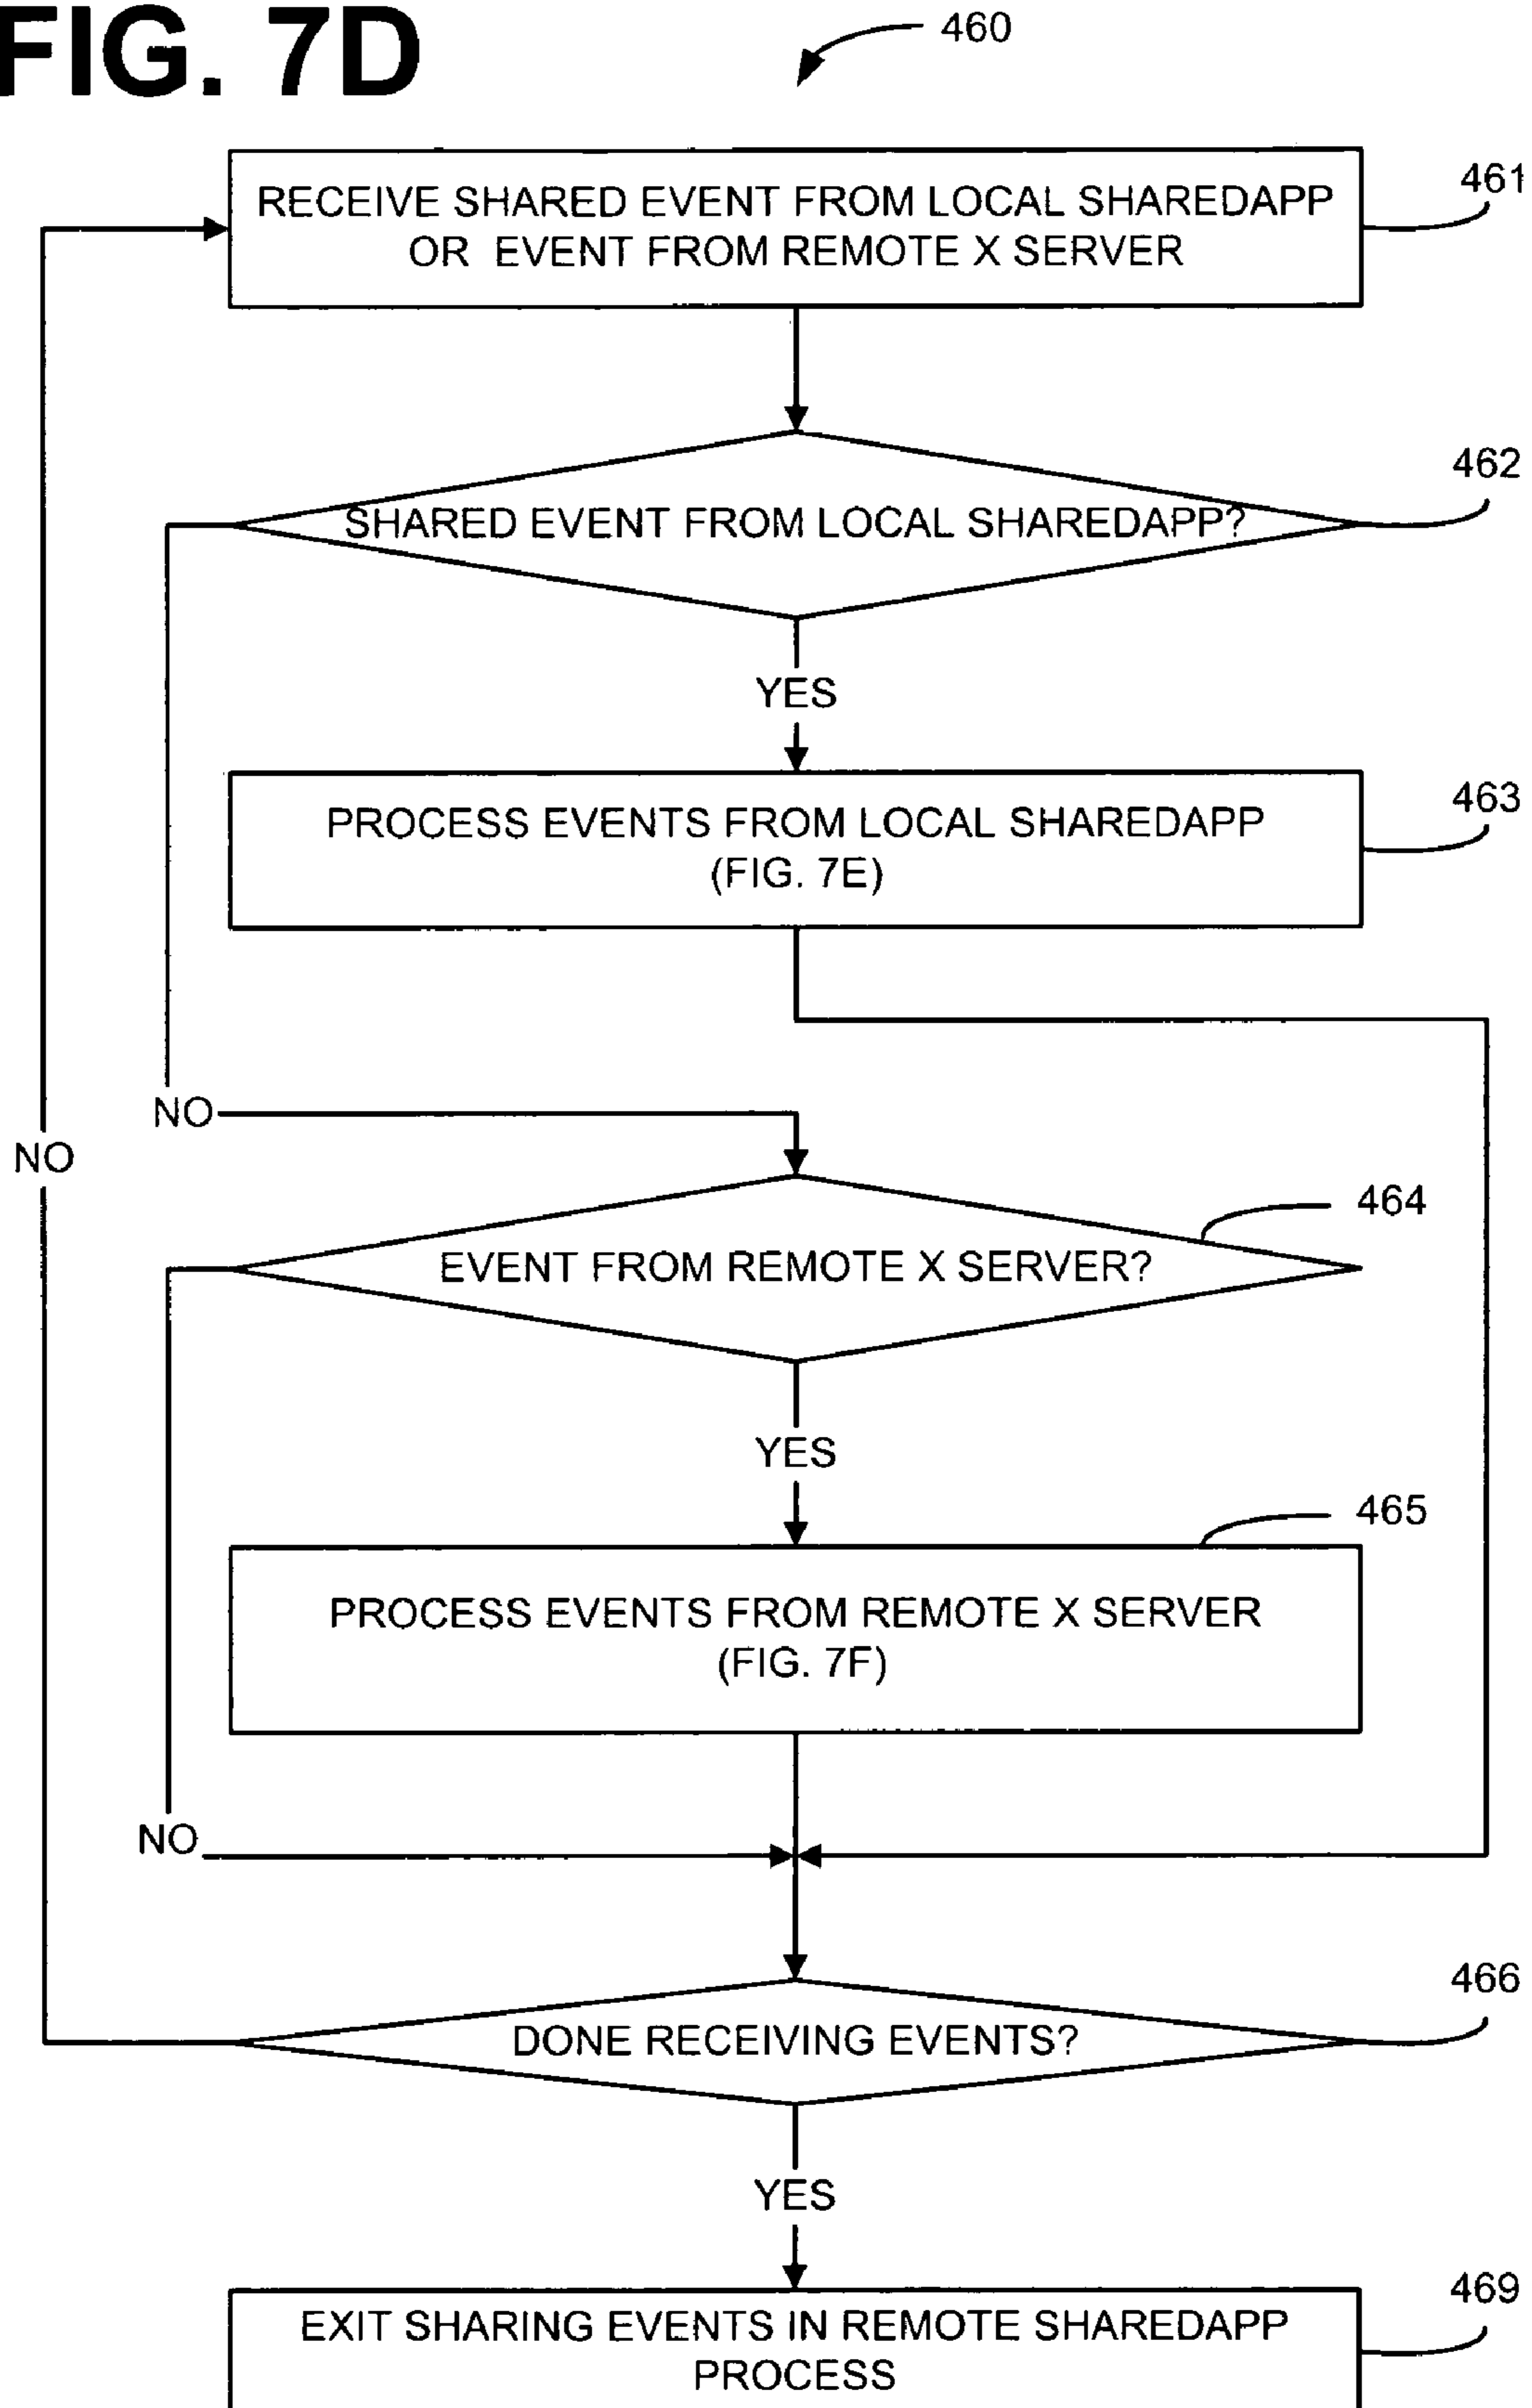 FIG. 7D
460
RECEIVE SHARED EVENT FROM LOCAL SHAREDAPP
OR EVENT FROM REMOTE X SERVER
461
SHARED EVENT FROM LOCAL SHAREDAPP?
462
YES
PROCESS EVENTS FROM LOCAL SHAREDAPP
(FIG. 7E)
463
NO
NO
EVENT FROM REMOTE X SERVER?
464
YES
PROCESS EVENTS FROM REMOTE X SERVER
(FIG. 7F)
465
NO
DONE RECEIVING EVENTS?
466
YES
EXIT SHARING EVENTS IN REMOTE SHAREDAPP
PROCESS
469